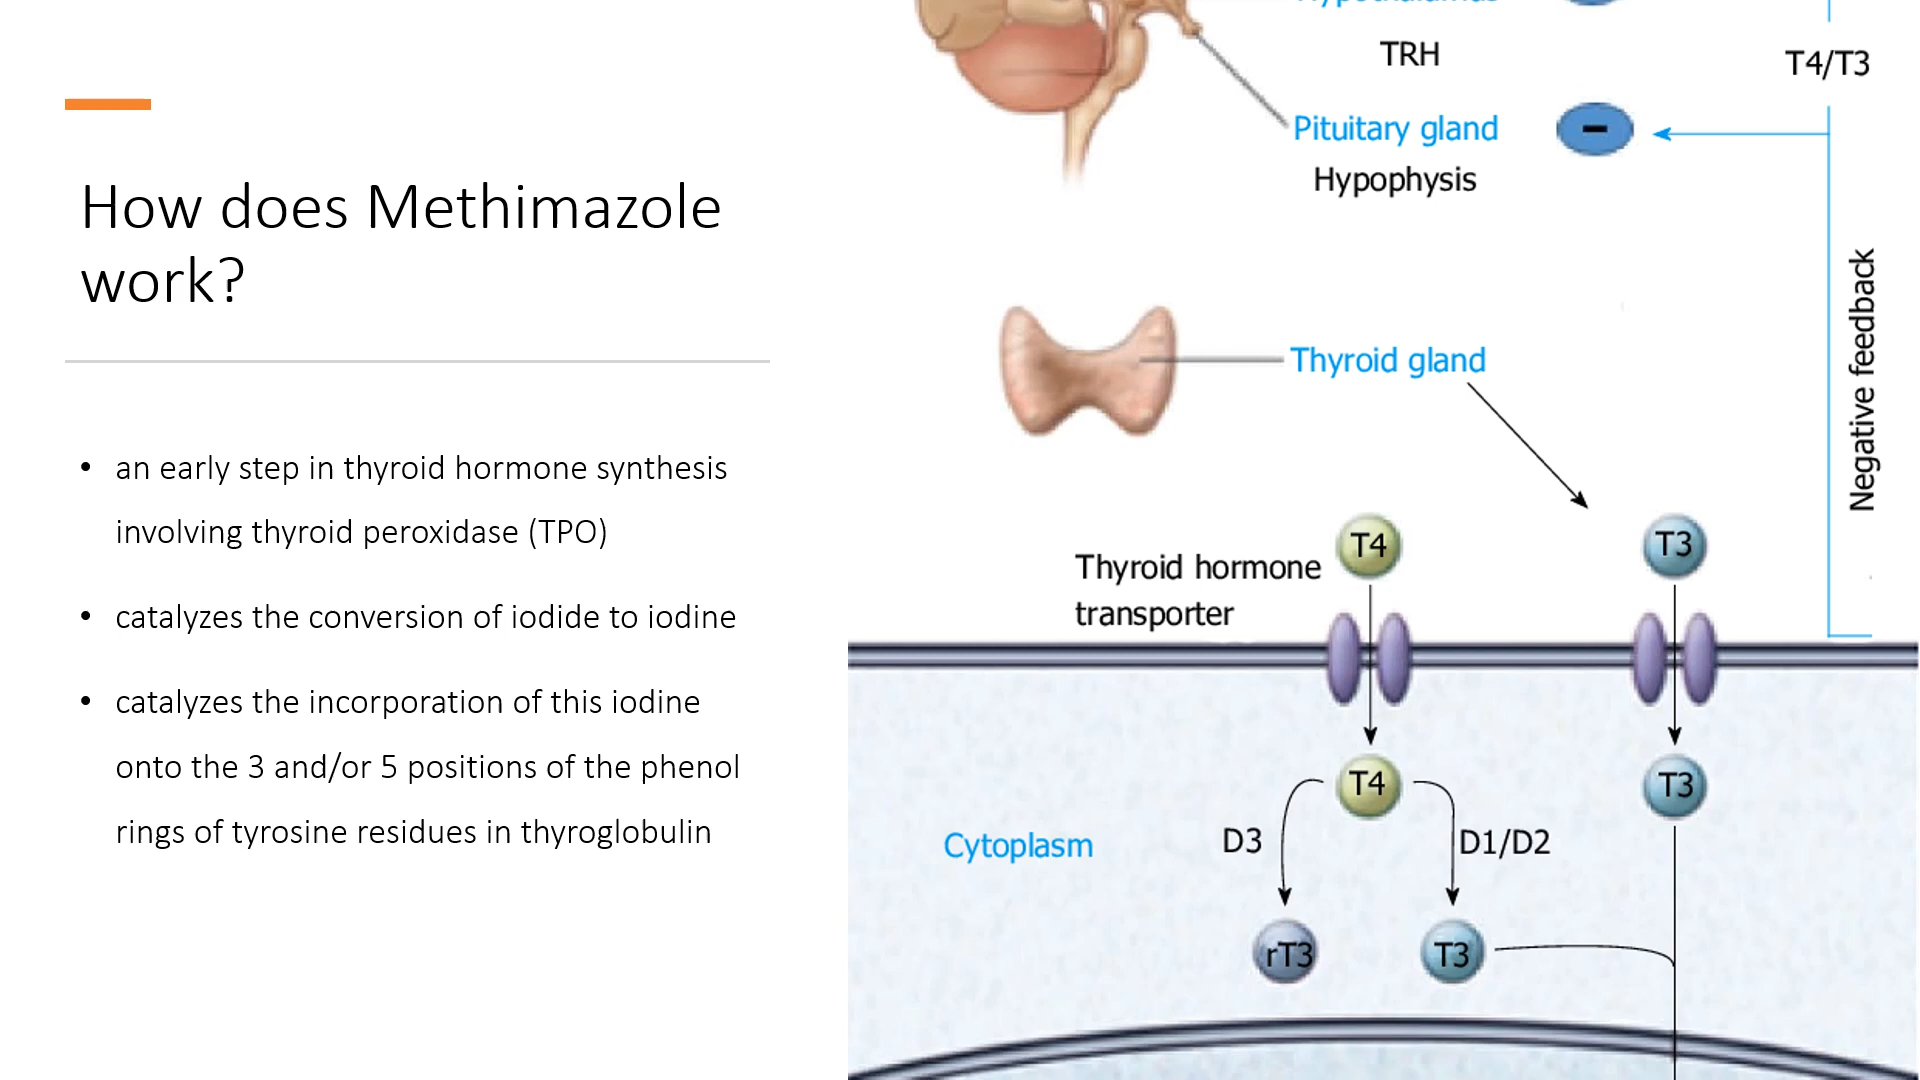 How does Methimazole
work?
• an early step in thyroid hormone synthesis
involving thyroid peroxidase (TPO)
• catalyzes the conversion of iodide to iodine
• catalyzes the incorporation of this iodine
onto the 3 and/or 5 positions of the phenol
rings of tyrosine residues in thyroglobulin
Hypothalamus
TRH
T4/T3
Pituitary gland
-
Hypophysis
Negative feedback
Thyroid gland
T4
T3
Thyroid hormone
transporter
T4
T3
Cytoplasm
D3
D1/D2
rT3
T3